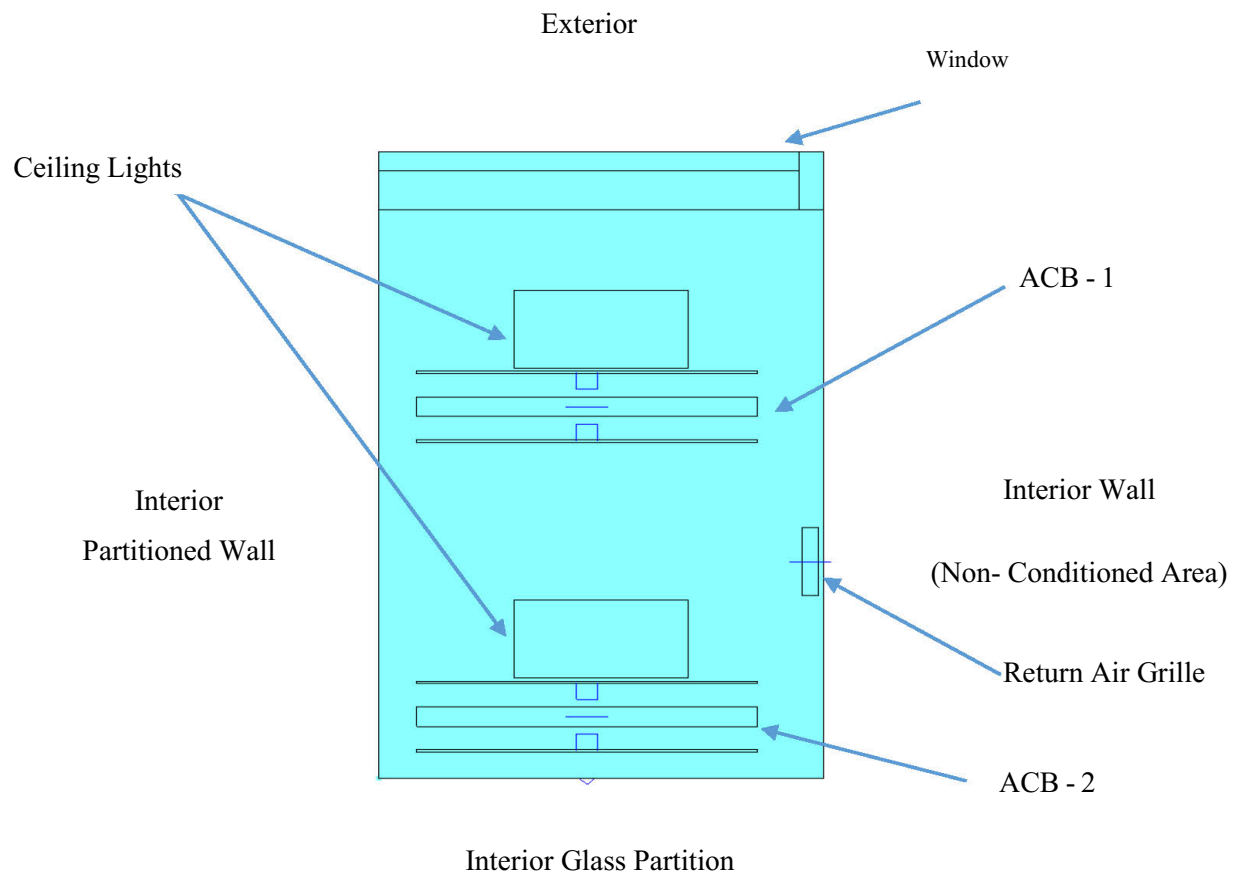 Exterior
Window
Ceiling Lights
ACB - 1
Interior
Partitioned Wall
Interior Wall
(Non- Conditioned Area)
Return Air Grille
ACB - 2
Interior Glass Partition